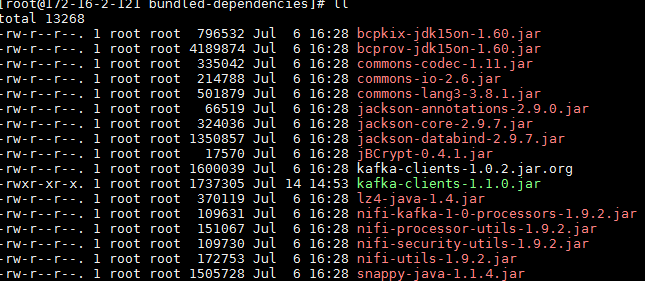 [root@172-16-2-121 bundled-dependencies]# ll
total 13268
-rw-r--r--. 1 root root  796532 Jul  6 16:28 bcpkix-jdk15on-1.60.jar
-rw-r--r--. 1 root root 4189874 Jul  6 16:28 bcprov-jdk15on-1.60.jar
-rw-r--r--. 1 root root  335042 Jul  6 16:28 commons-codec-1.11.jar
-rw-r--r--. 1 root root  214788 Jul  6 16:28 commons-io-2.6.jar
-rw-r--r--. 1 root root  501879 Jul  6 16:28 commons-lang3-3.8.1.jar
-rw-r--r--. 1 root root   66519 Jul  6 16:28 jackson-annotations-2.9.0.jar
-rw-r--r--. 1 root root  324036 Jul  6 16:28 jackson-core-2.9.7.jar
-rw-r--r--. 1 root root 1350857 Jul  6 16:28 jackson-databind-2.9.7.jar
-rw-r--r--. 1 root root   17570 Jul  6 16:28 jBCrypt-0.4.1.jar
-rw-r--r--. 1 root root 1600039 Jul  6 16:28 kafka-clients-1.0.2.jar.org
-rwxr-xr-x. 1 root root 1737305 Jul 14 14:53 kafka-clients-1.1.0.jar
-rw-r--r--. 1 root root  370119 Jul  6 16:28 lz4-java-1.4.jar
-rw-r--r--. 1 root root  109631 Jul  6 16:28 nifi-kafka-1-0-processors-1.9.2.jar
-rw-r--r--. 1 root root  151067 Jul  6 16:28 nifi-processor-utils-1.9.2.jar
-rw-r--r--. 1 root root  109730 Jul  6 16:28 nifi-security-utils-1.9.2.jar
-rw-r--r--. 1 root root  172753 Jul  6 16:28 nifi-utils-1.9.2.jar
-rw-r--r--. 1 root root 1505728 Jul  6 16:28 snappy-java-1.1.4.jar